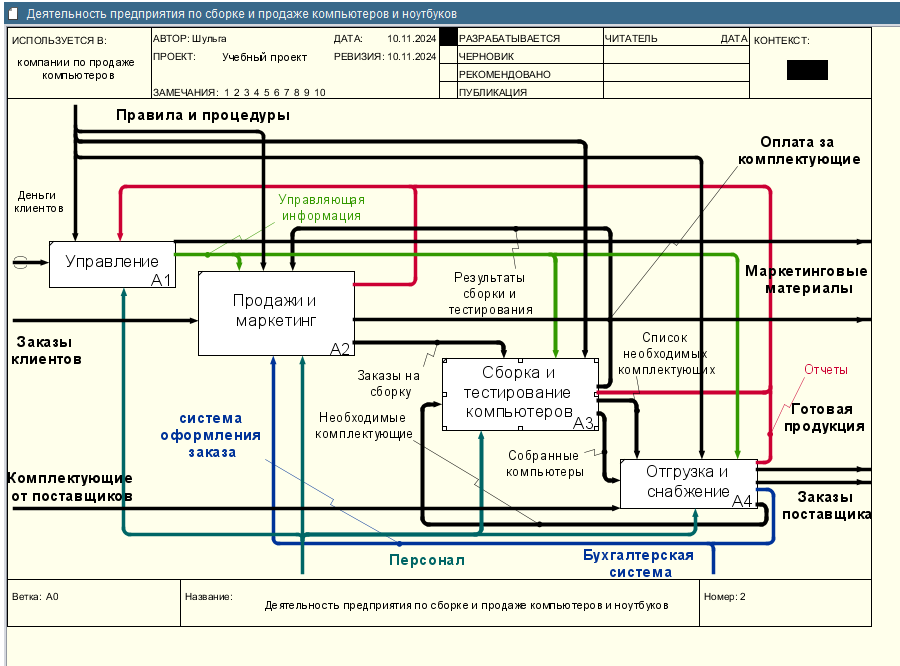 Деятельность предприятия по сборке и продаже компьютеров и ноутбуков
ИСПОЛЬЗУЕТСЯ В:
компании по продаже
компьютеров
АВТОР: Шульга
ДАТА: 10.11.2024
ПРОЕКТ: Учебный проект
РЕВИЗИЯ: 10.11.2024
ЗАМЕЧАНИЯ: 1 2 3 4 5 6 7 8 9 10
РАЗРАБАТЫВАЕТСЯ
ЧЕРНОВИК
РЕКОМЕНДОВАНО
ПУБЛИКАЦИЯ
ЧИТАТЕЛЬ
ДАТА
КОНТЕКСТ:
Правила и процедуры
Оплата за
комплектующие
Деньги
клиентов
Управляющая
информация
Управление
A1
Маркетинговые
материалы
Результаты
сборки и
тестирования
Продажи и
маркетинг
A2
Заказы
клиентов
Список
необходимых
комплектующих
Заказы на
сборку
Сборка и
тестирование
компьютеров
A3
Отчеты
Готовая
продукция
система
оформления
заказа
Необходимые
комплектующие
Собранные
компьютеры
Отгрузка и
снабжение
A4
Комплектующие
от поставщиков
Заказы
поставщика
Персонал
Бухгалтерская
система
Ветка: A0
Название:
Деятельность предприятия по сборке и продаже компьютеров и ноутбуков
Номер: 2